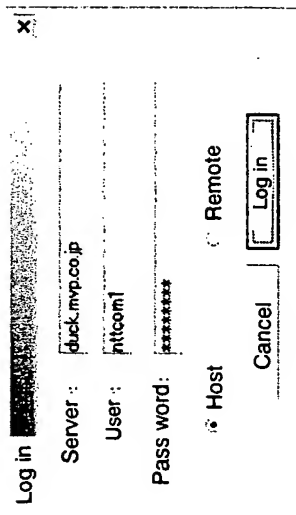 Log in ×
Server : duck.mvp.co.jp
User : nttcom1
Pass word: ********
Host Remote
Cancel Log in